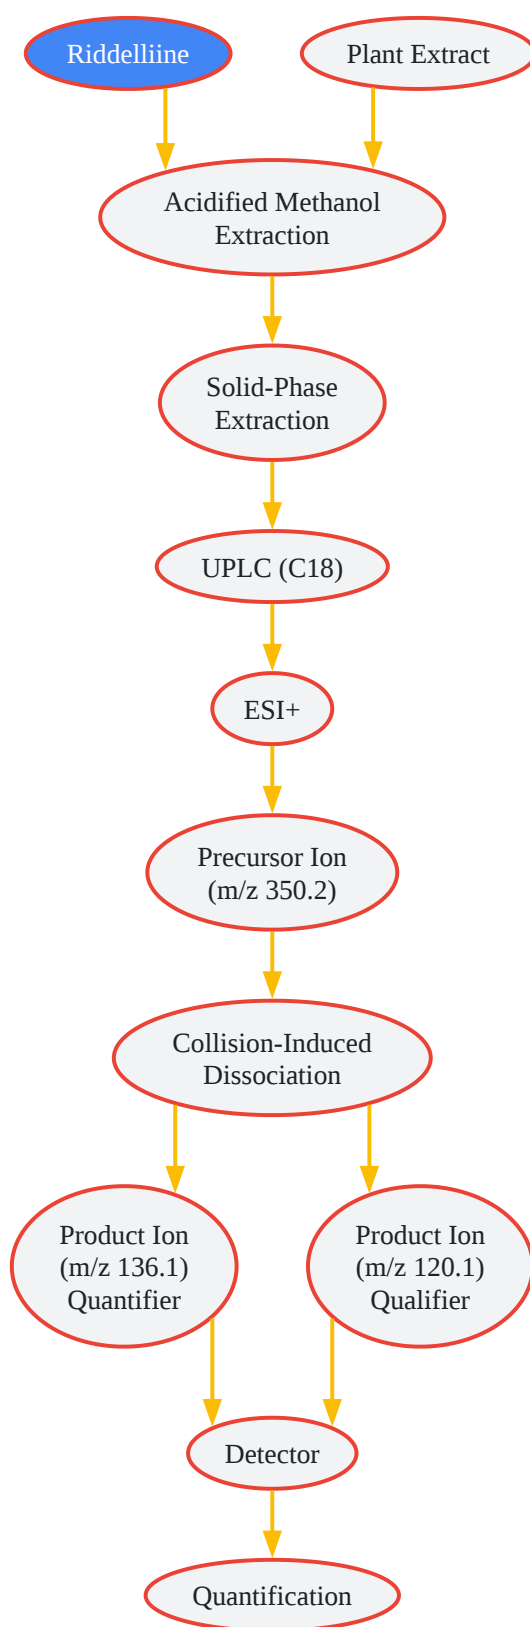 Riddelliine
Plant Extract
Acidified Methanol
Extraction
Solid-Phase
Extraction
UPLC (C18)
ESI+
Precursor Ion
(m/z 350.2)
Collision-Induced
Dissociation
Product Ion
(m/z 136.1)
Quantifier
Product Ion
(m/z 120.1)
Qualifier
Detector
Quantification